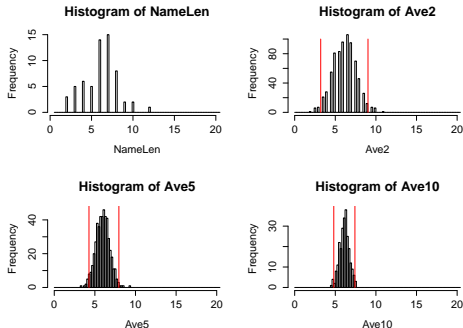 Histogram of NameLen
Frequency
0 5 10 15
0 5 10 15 20
NameLen
Histogram of Ave2
Frequency
0 40 80
0 5 10 15 20
Ave2
Histogram of Ave5
Frequency
0 20 40
0 5 10 15 20
Ave5
Histogram of Ave10
Frequency
0 10 30
0 5 10 15 20
Ave10